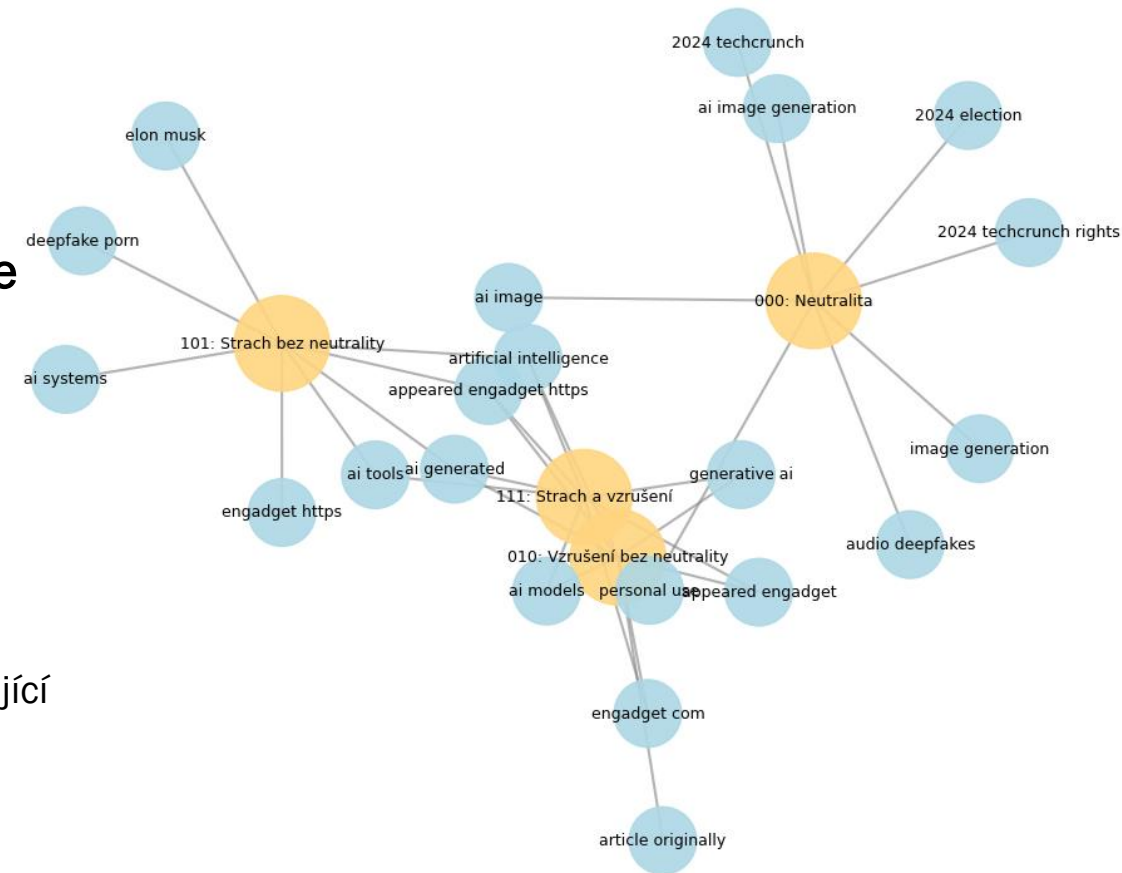 2024 techcrunch
ai image generation
2024 election
elon musk
2024 techcrunch rights
deepfake porn
e
ai image
000: Neutralita
101: Strach bez neutrality
artificial intelligence
ai systems
appeared engadget https
image generation
ai tools
ai generated
generative ai
111: Strach a vzrušení
engadget https
audio deepfakes
010: Vzrušení bez neutrality
ai models
personal use
appeared engadget
jící
engadget com
article originally